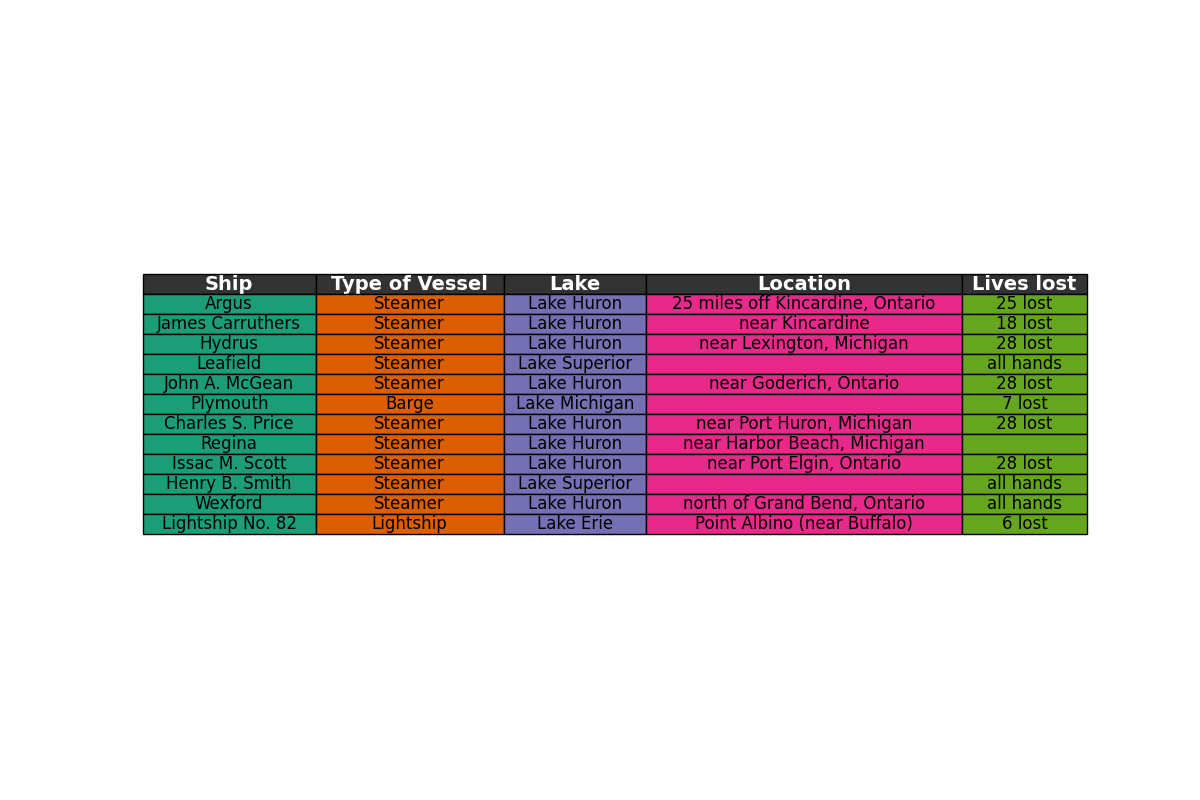 Ship Type of Vessel Lake Location Lives lost
Argus Steamer Lake Huron 25 miles off Kincardine, Ontario 25 lost
James Carruthers Steamer Lake Huron near Kincardine 18 lost
Hydrus Steamer Lake Huron near Lexington, Michigan 28 lost
Leafield Steamer Lake Superior all hands
John A. McGean Steamer Lake Huron near Goderich, Ontario 28 lost
Plymouth Barge Lake Michigan 7 lost
Charles S. Price Steamer Lake Huron near Port Huron, Michigan 28 lost
Regina Steamer Lake Huron near Harbor Beach, Michigan
Issac M. Scott Steamer Lake Huron near Port Elgin, Ontario 28 lost
Henry B. Smith Steamer Lake Superior all hands
Wexford Steamer Lake Huron north of Grand Bend, Ontario all hands
Lightship No. 82 Lightship Lake Erie Point Albino (near Buffalo) 6 lost